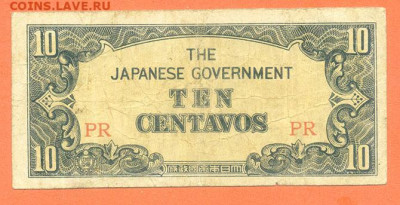 COINS.LAVE.RU
10 10
THE
JAPANESE GOVERNMENT
TEN
PR CENTAVOS PR
10 10